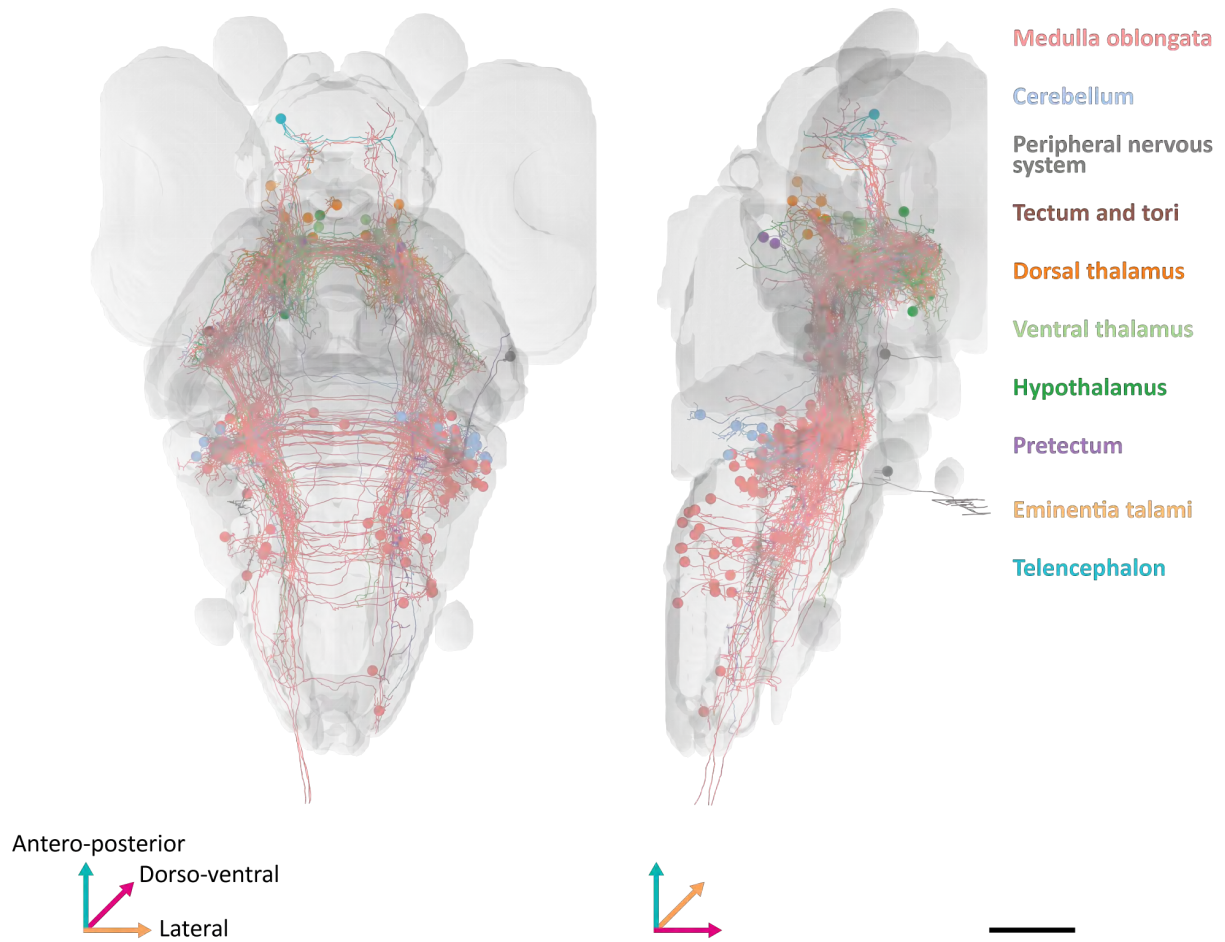 Medulla oblongata
Cerebellum
Peripheral nervous
system
Tectum and tori
Dorsal thalamus
Ventral thalamus
Hypothalamus
Pretectum
Eminentia talami
Telencephalon
Antero-posterior
Dorso-ventral
Lateral